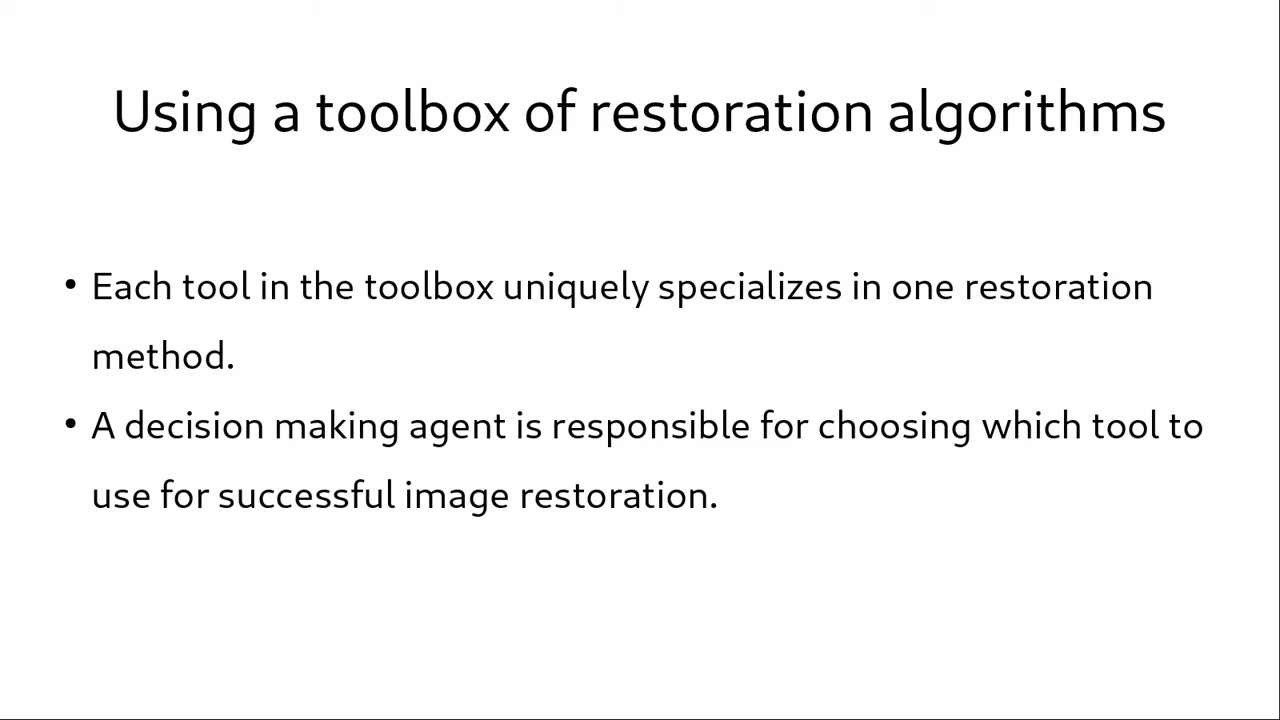 Using a toolbox of restoration algorithms
• Each tool in the toolbox uniquely specializes in one restoration
method.
• A decision making agent is responsible for choosing which tool to
use for successful image restoration.